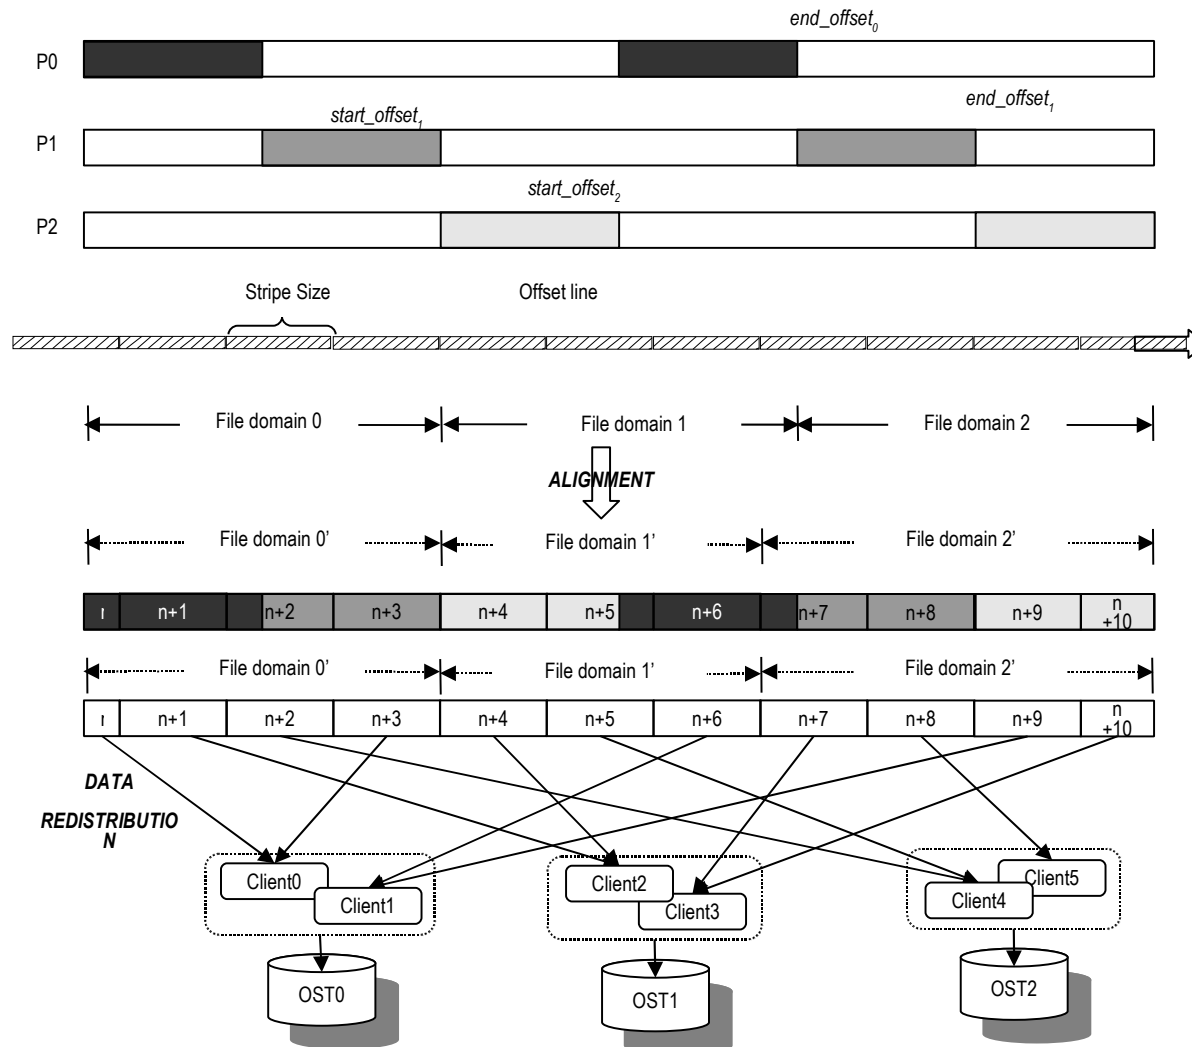 end_offset0
P0
end_offset1
start_offset1
P1
start_offset2
P2
Stripe Size
Offset line
File domain 0
File domain 1
File domain 2
ALIGNMENT
File domain 0’
File domain 1’
File domain 2’
n+1
n+2
n+3
n+4
n+5
n+6
n+7
n+8
n+9
n
+10
File domain 0’
File domain 1’
File domain 2’
n+1
n+2
n+3
n+4
n+5
n+6
n+7
n+8
n+9
n
+10
DATA
REDISTRIBUTIO
N
Client0
Client1
Client2
Client3
Client5
Client4
OST0
OST1
OST2